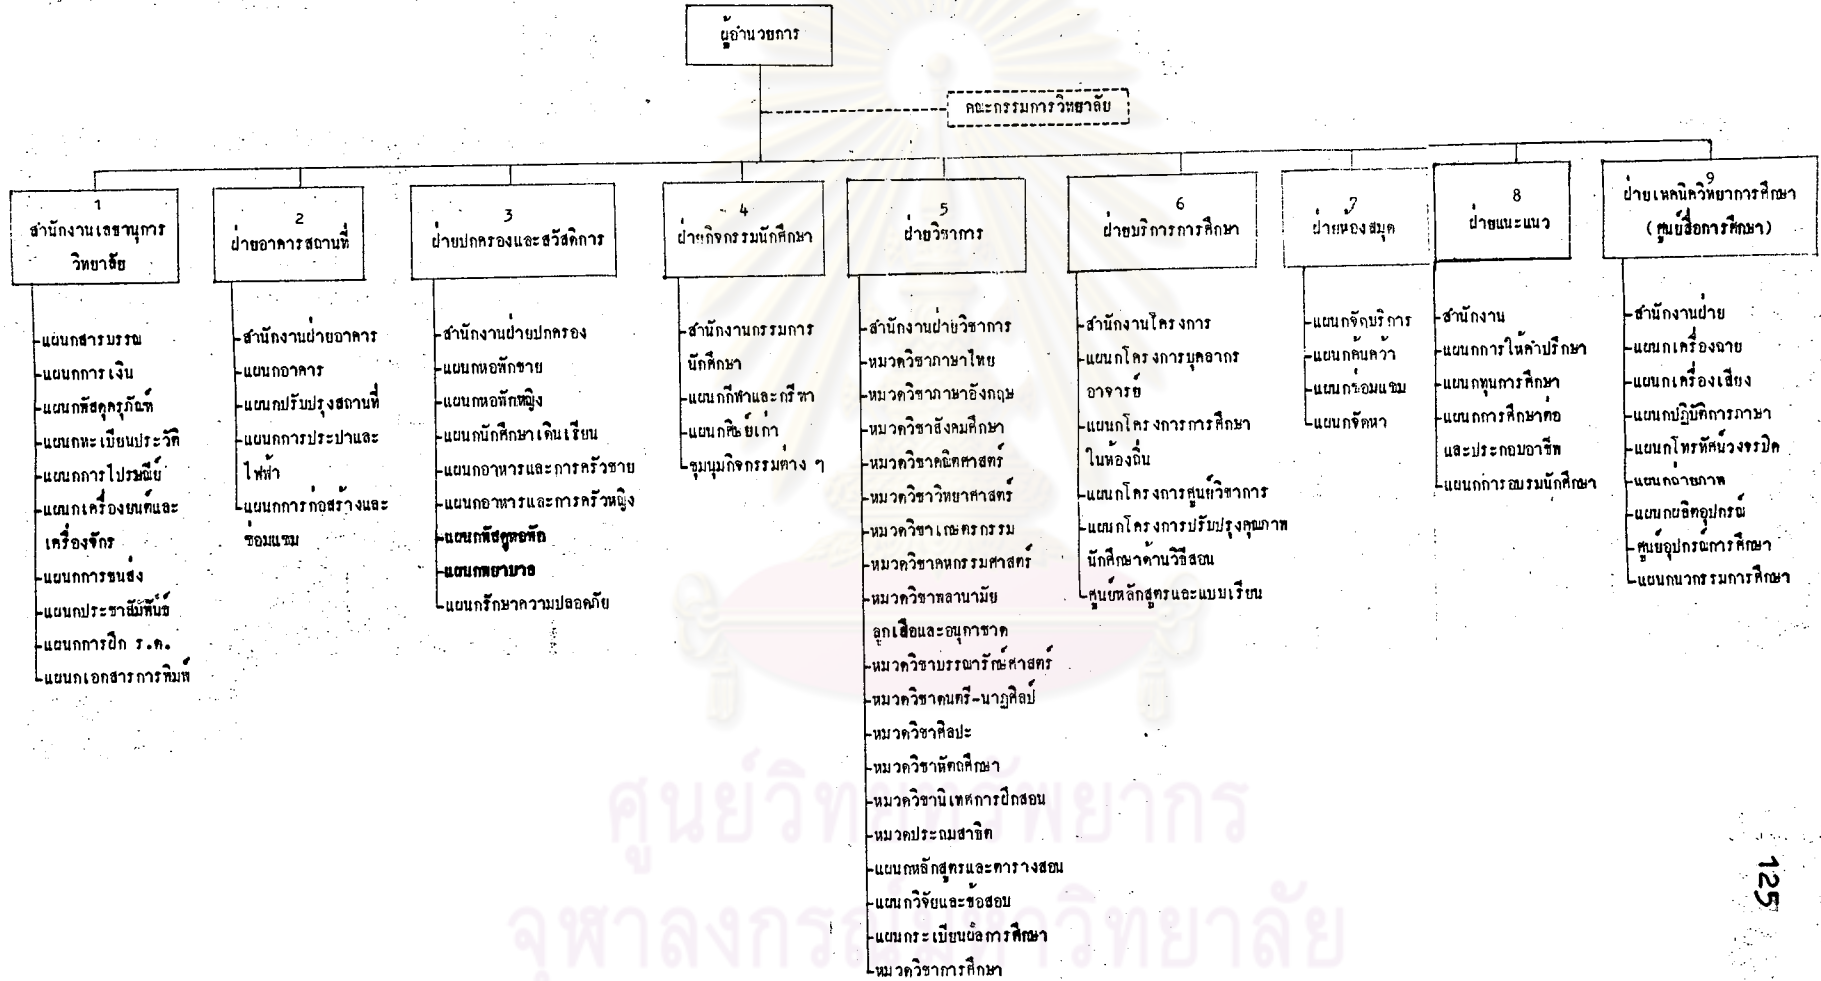 ผู้อำนวยการ
คณะกรรมการวิทยาลัย
1
สำนักงานเลขานุการ
วิทยาลัย
-แผนกสารบรรณ
-แผนกการเงิน
-แผนกพัสดุครุภัณฑ์
-แผนกทะเบียนประวัติ
-แผนกการไปรษณีย์
-แผนกเครื่องยนต์และ
เครื่องจักร
-แผนกการขนส่ง
-แผนกประชาสัมพันธ์
-แผนกการฝึก ร.ด.
-แผนกเอกสารการพิมพ์
2
ฝ่ายอาคารสถานที่
-สำนักงานฝ่ายอาคาร
-แผนกอาคาร
-แผนกปรับปรุงสถานที่
-แผนกการประปาและ
ไฟฟ้า
-แผนกการก่อสร้างและ
ซ่อมแซม
3
ฝ่ายปกครองและสวัสดิการ
-สำนักงานฝ่ายปกครอง
-แผนกหอพักชาย
-แผนกหอพักหญิง
-แผนกนักศึกษาเดินเรียน
-แผนกอาหารและการครัวชาย
-แผนกอาหารและการครัวหญิง
-แผนกพัสดุหอพัก
-แผนกพยาบาล
-แผนกรักษาความปลอดภัย
4
ฝ่ายกิจกรรมนักศึกษา
-สำนักงานกรรมการ
นักศึกษา
-แผนกกีฬาและกรีฑา
-แผนกศิษย์เก่า
-ชุมนุมกิจกรรมต่าง ๆ
5
ฝ่ายวิชาการ
-สำนักงานฝ่ายวิชาการ
-หมวดวิชาภาษาไทย
-หมวดวิชาภาษาอังกฤษ
-หมวดวิชาสังคมศึกษา
-หมวดวิชาคณิตศาสตร์
-หมวดวิชาวิทยาศาสตร์
-หมวดวิชาเกษตรกรรม
-หมวดวิชาคหกรรมศาสตร์
-หมวดวิชาพลานามัย
ลูกเสือและอนุกาชาด
-หมวดวิชาบรรณารักษ์ศาสตร์
-หมวดวิชาดนตรี-นาฏศิลป์
-หมวดวิชาศิลปะ
-หมวดวิชาหัตถศึกษา
-หมวดวิชานิเทศการฝึกสอน
-หมวดประถมสาธิต
-แผนกหลักสูตรและตารางสอน
-แผนกวิจัยและข้อสอบ
-แผนกระเบียนผลการศึกษา
-หมวดวิชาการศึกษา
6
ฝ่ายบริการการศึกษา
-สำนักงานโครงการ
-แผนกโครงการบุคลากร
อาจารย์
-แผนกโครงการการศึกษา
ในท้องถิ่น
-แผนกโครงการศูนย์วิชาการ
-แผนกโครงการปรับปรุงคุณภาพ
นักศึกษาด้านวิธีสอน
-ศูนย์หลักสูตรและแบบเรียน
7
ฝ่ายห้องสมุด
-แผนกจัดบริการ
-แผนกค้นคว้า
-แผนกซ่อมแซม
-แผนกจัดหา
8
ฝ่ายแนะแนว
-สำนักงาน
-แผนกการให้คำปรึกษา
-แผนกทุนการศึกษา
-แผนกการศึกษาต่อ
และประกอบอาชีพ
-แผนกการอบรมนักศึกษา
9
ฝ่ายเทคนิควิทยาการศึกษา
(ศูนย์สื่อการศึกษา)
-สำนักงานฝ่าย
-แผนกเครื่องฉาย
-แผนกเครื่องเสียง
-แผนกปฏิบัติการภาษา
-แผนกโทรทัศน์วงจรปิด
-แผนกถ่ายภาพ
-แผนกผลิตอุปกรณ์
-ศูนย์อุปกรณ์การศึกษา
-แผนกนวกรรมการศึกษา
125
ศูนย์วิทยทรัพยากร
จุฬาลงกรณ์มหาวิทยาลัย